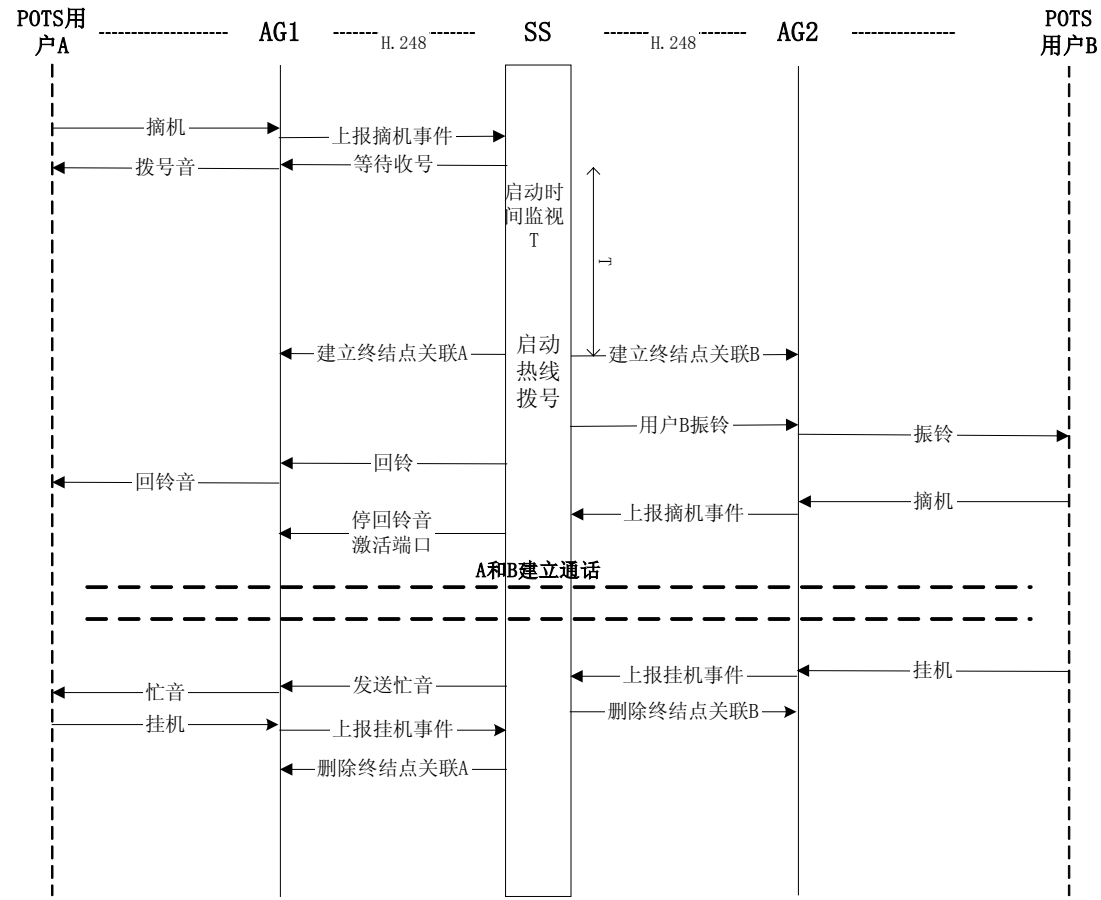 POTS用
户A
AG1
H.248
SS
H.248
AG2
POTS
用户B
摘机
上报摘机事件
拨号音
等待收号
启动时
间监视
T
T
建立终结点关联A
启动
热线
拨号
建立终结点关联B
用户B振铃
振铃
回铃
回铃音
摘机
上报摘机事件
停回铃音
激活端口
A和B建立通话
挂机
上报挂机事件
发送忙音
忙音
删除终结点关联B
挂机
上报挂机事件
删除终结点关联A